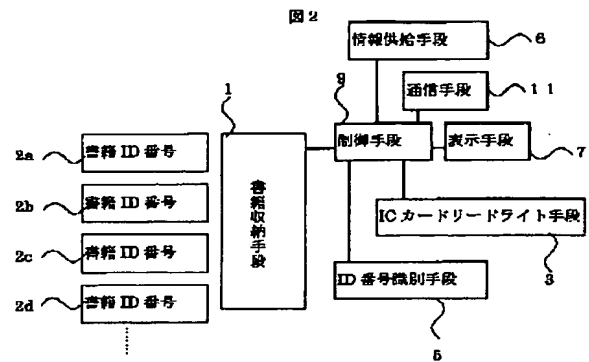 図2
情報供給手段
6
通信手段
11
1
9
制御手段
表示手段
7
2a
書籍ID番号
書籍収納手段
2b
書籍ID番号
ICカードリードライト手段
3
2c
書籍ID番号
ID番号識別手段
5
2d
書籍ID番号